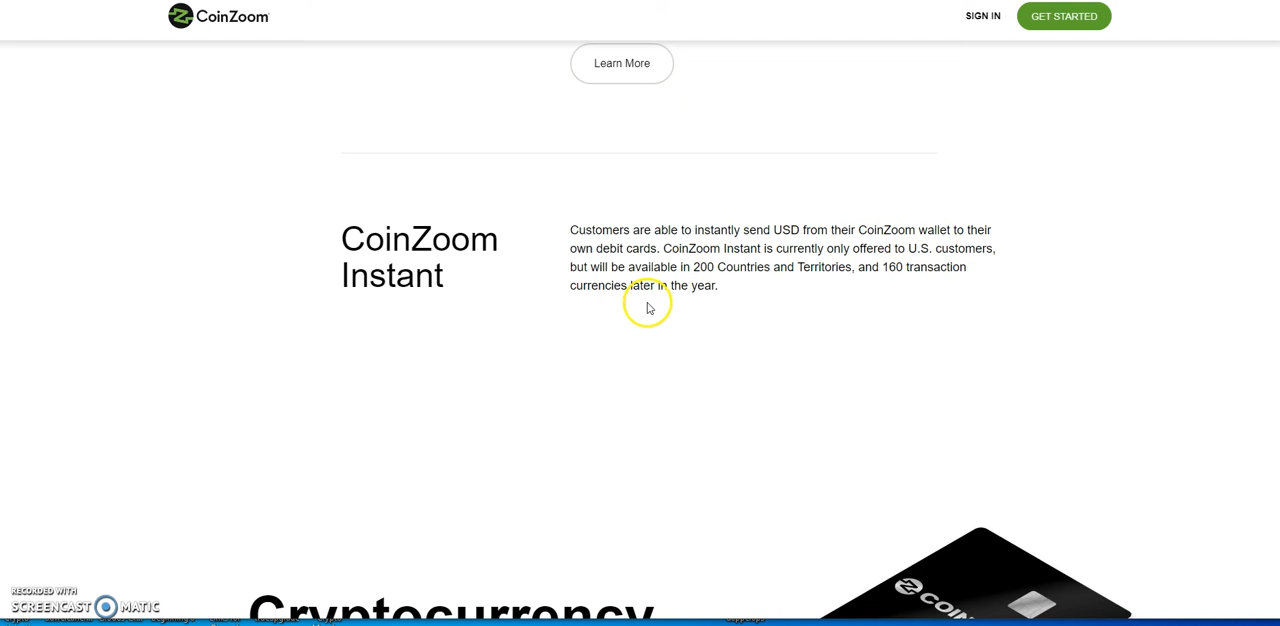 CoinZoom
SIGN IN
GET STARTED
Learn More
CoinZoom
Instant
Customers are able to instantly send USD from their CoinZoom wallet to their
own debit cards. CoinZoom Instant is currently only offered to U.S. customers,
but will be available in 200 Countries and Territories, and 160 transaction
currencies later in the year.
Cryptocurrency
COIN
RECORDED WITH
SCREENCAST MATIC